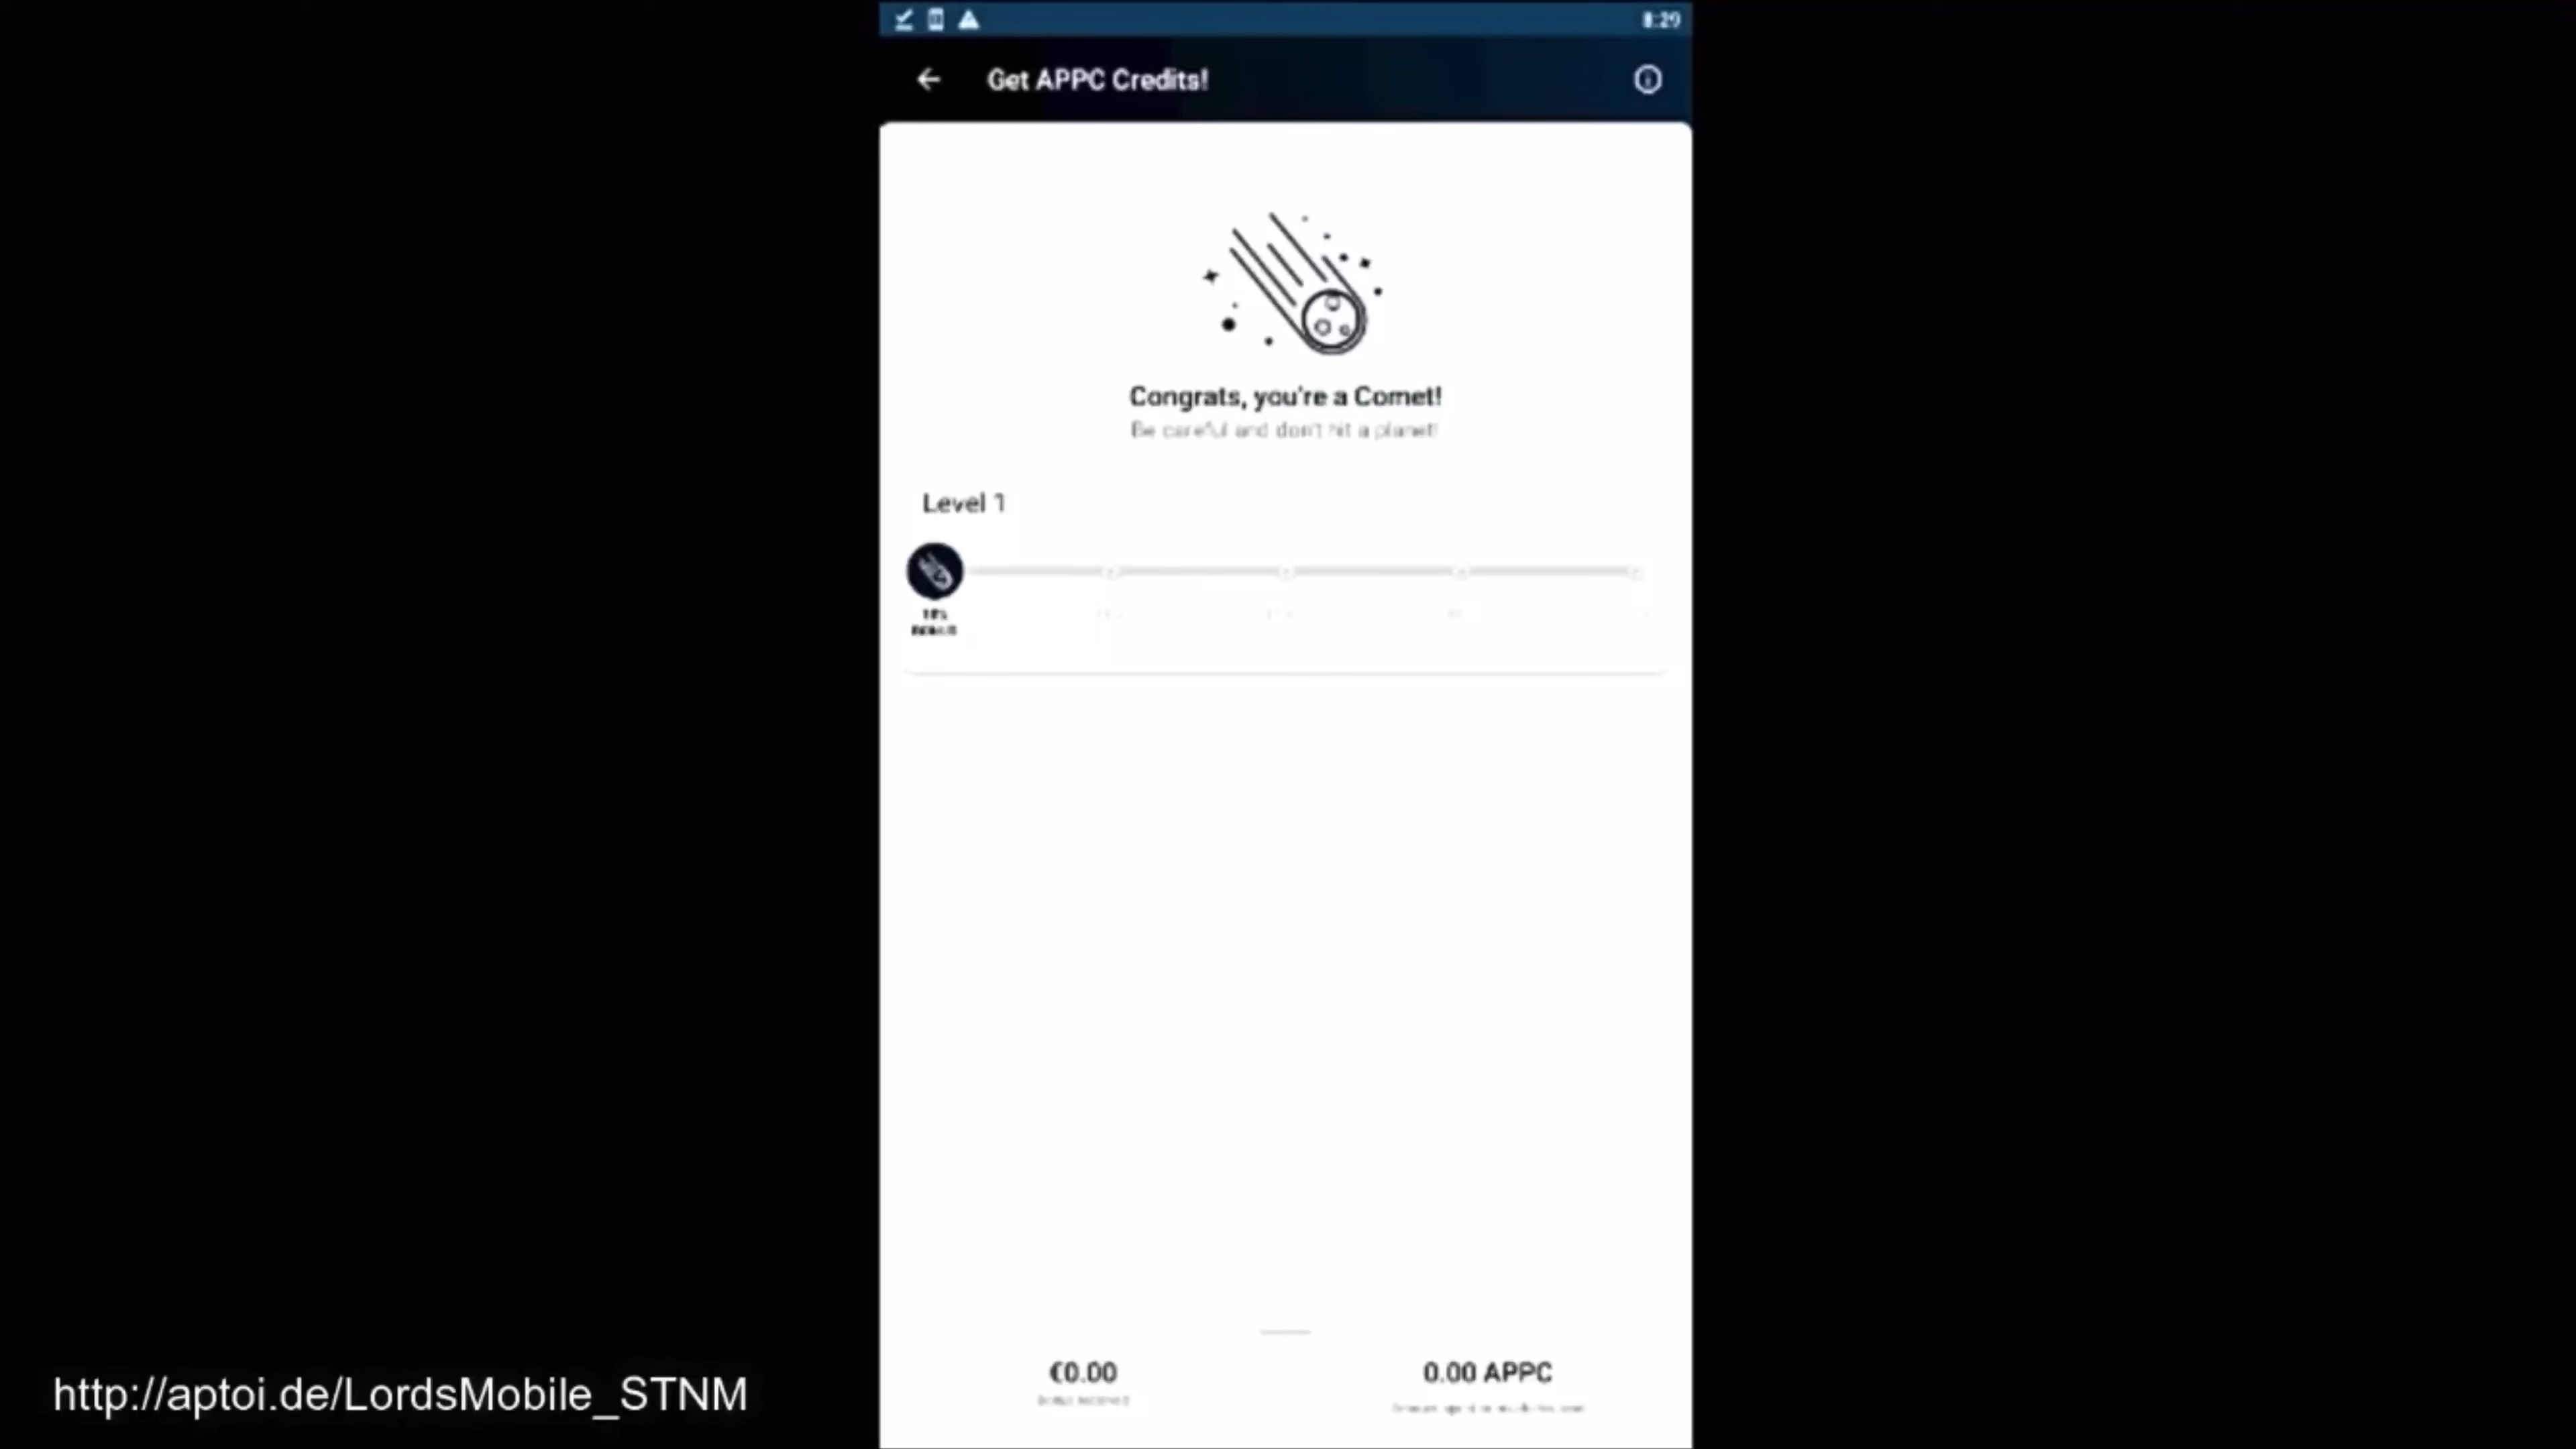 8:29
Get APPC Credits!
Congrats, you're a Comet!
Be careful and don't hit a planet!
Level 1
€0.00
0.00 APPC
http://aptoi.de/LordsMobile_STNM